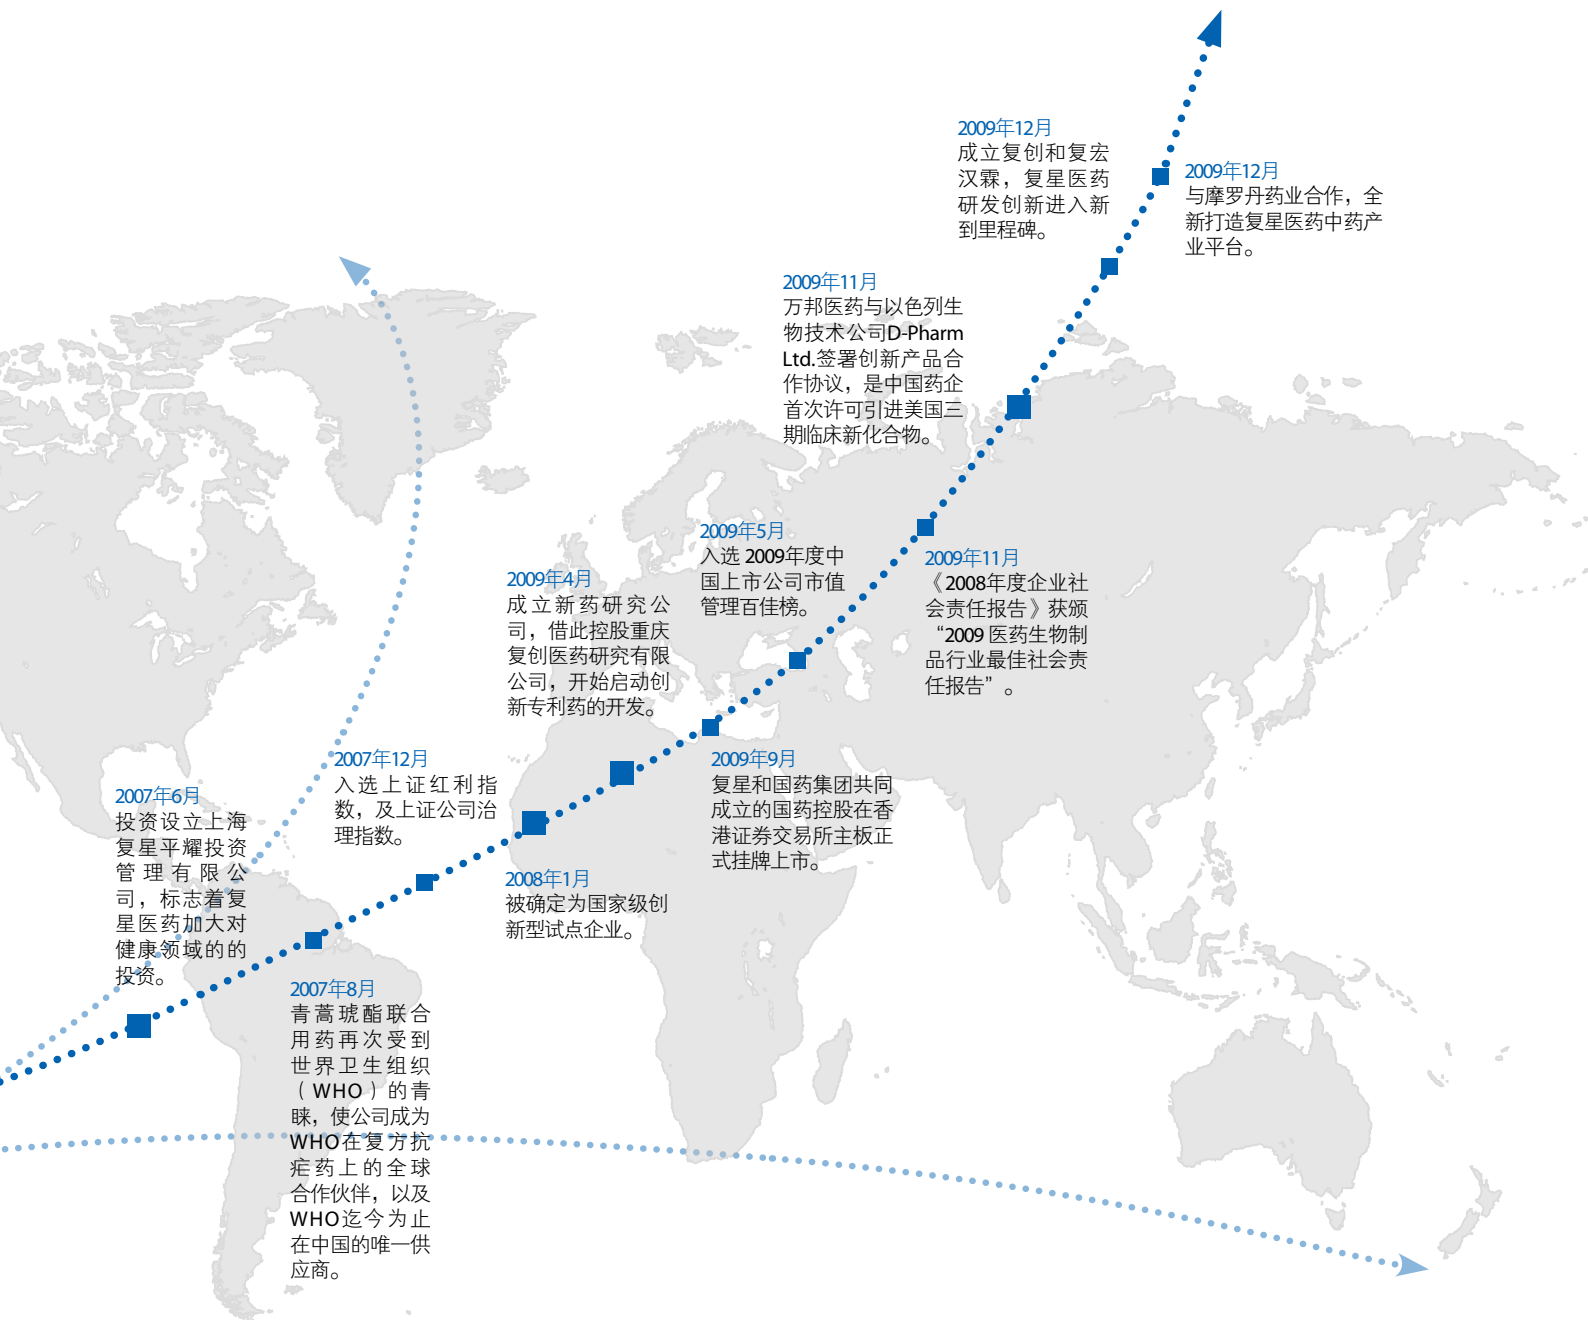 2007年6月
投资设立上海
复星平耀投资
管理有限公
司，标志着复
星医药加大对
健康领域的的
投资。
2007年8月
青蒿琥酯联合
用药再次受到
世界卫生组织
（WHO）的青
睐，使公司成为
WHO在复方抗
疟药上的全球
合作伙伴，以及
WHO迄今为止
在中国的唯一供
应商。
2007年12月
入选上证红利指
数，及上证公司治
理指数。
2008年1月
被确定为国家级创
新型试点企业。
2009年4月
成立新药研究公
司，借此控股重庆
复创医药研究有限
公司，开始启动创
新专利药的开发。
2009年9月
复星和国药集团共同
成立的国药控股在香
港证券交易所主板正
式挂牌上市。
2009年5月
入选 2009年度中
国上市公司市值
管理百佳榜。
2009年11月
《2008年度企业社
会责任报告》获颁
“2009 医药生物制
品行业最佳社会责
任报告”。
2009年11月
万邦医药与以色列生
物技术公司D-Pharm
Ltd.签署创新产品合
作协议，是中国药企
首次许可引进美国三
期临床新化合物。
2009年12月
成立复创和复宏
汉霖，复星医药
研发创新进入新
到里程碑。
2009年12月
与摩罗丹药业合作，全
新打造复星医药中药产
业平台。